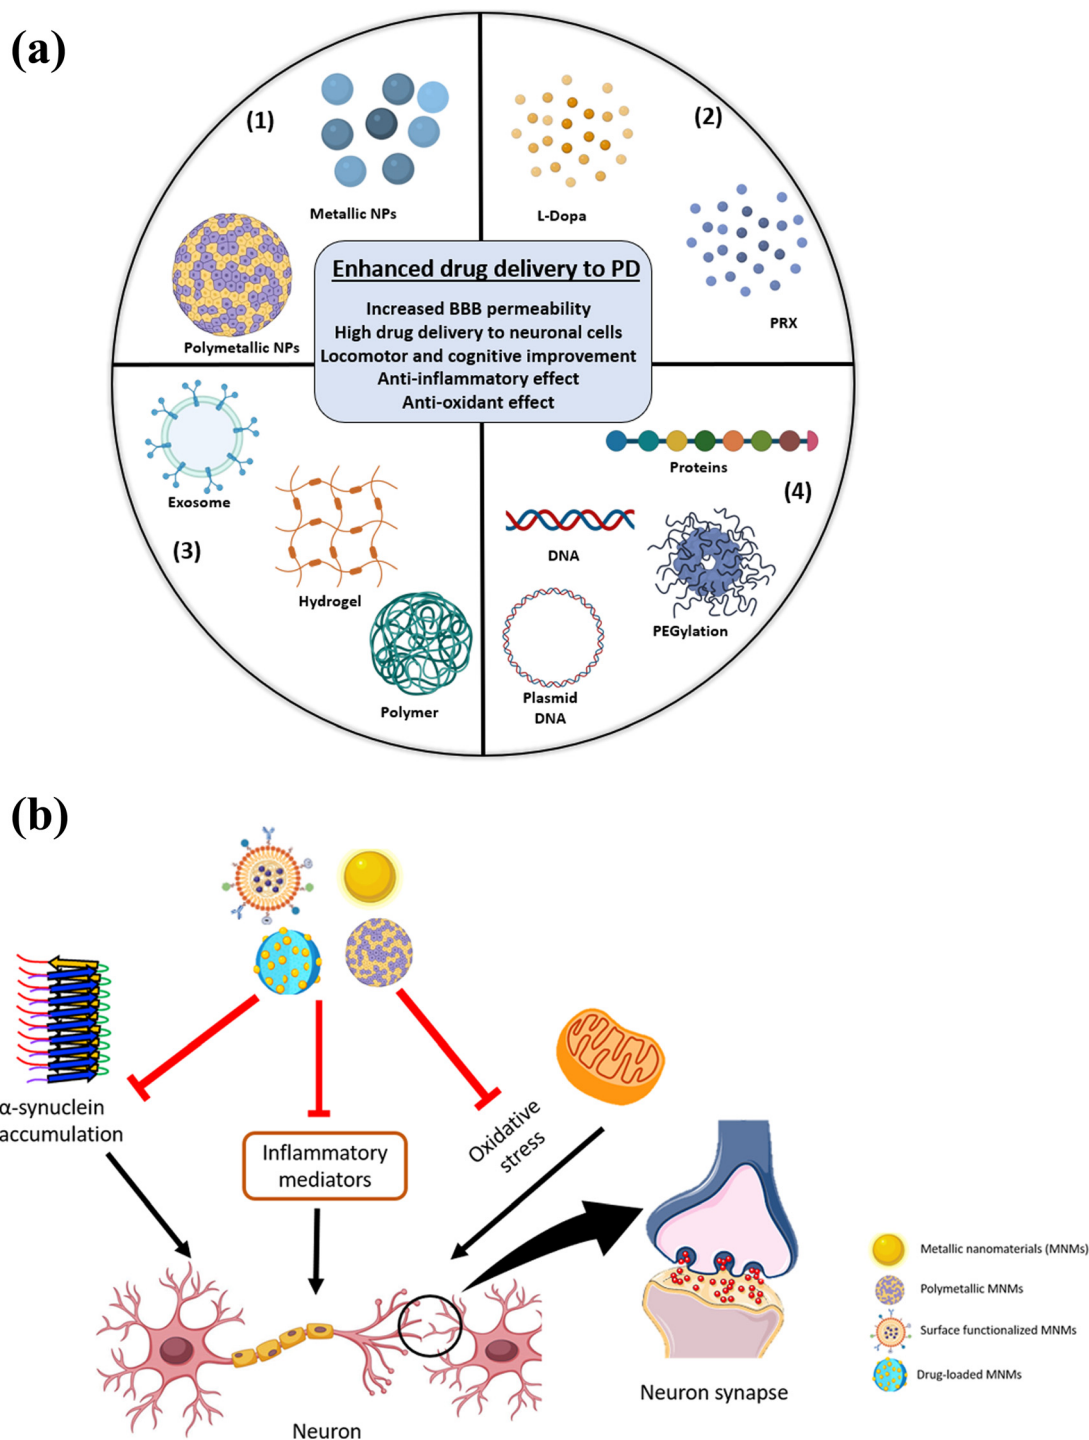 (a)
(1)
(2)
Metallic NPs
L-Dopa
PRX
Polymetallic NPs
Enhanced drug delivery to PD
Increased BBB permeability
High drug delivery to neuronal cells
Locomotor and cognitive improvement
Anti-inflammatory effect
Anti-oxidant effect
Exosome
(3)
Hydrogel
Polymer
Proteins
(4)
DNA
PEGylation
Plasmid
DNA
(b)
α-synuclein
accumulation
Inflammatory
mediators
Oxidative
stress
Neuron
Neuron synapse
Metallic nanomaterials (MNMs)
Polymetallic MNMs
Surface functionalized MNMs
Drug-loaded MNMs